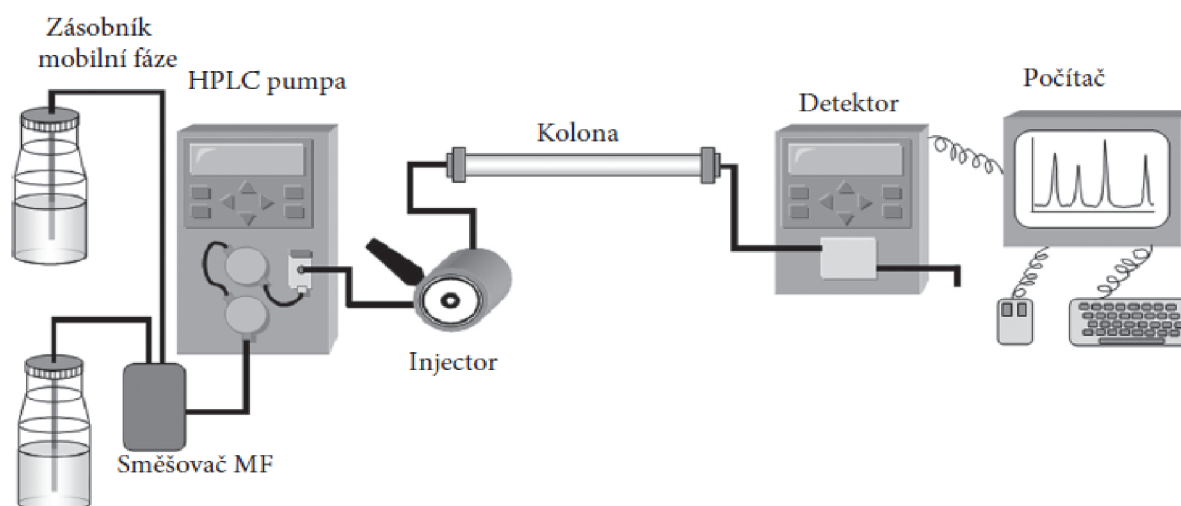 Zásobník
mobilní fáze
HPLC pumpa
Kolona
Detektor
Počítač
Injector
Směšovač MF